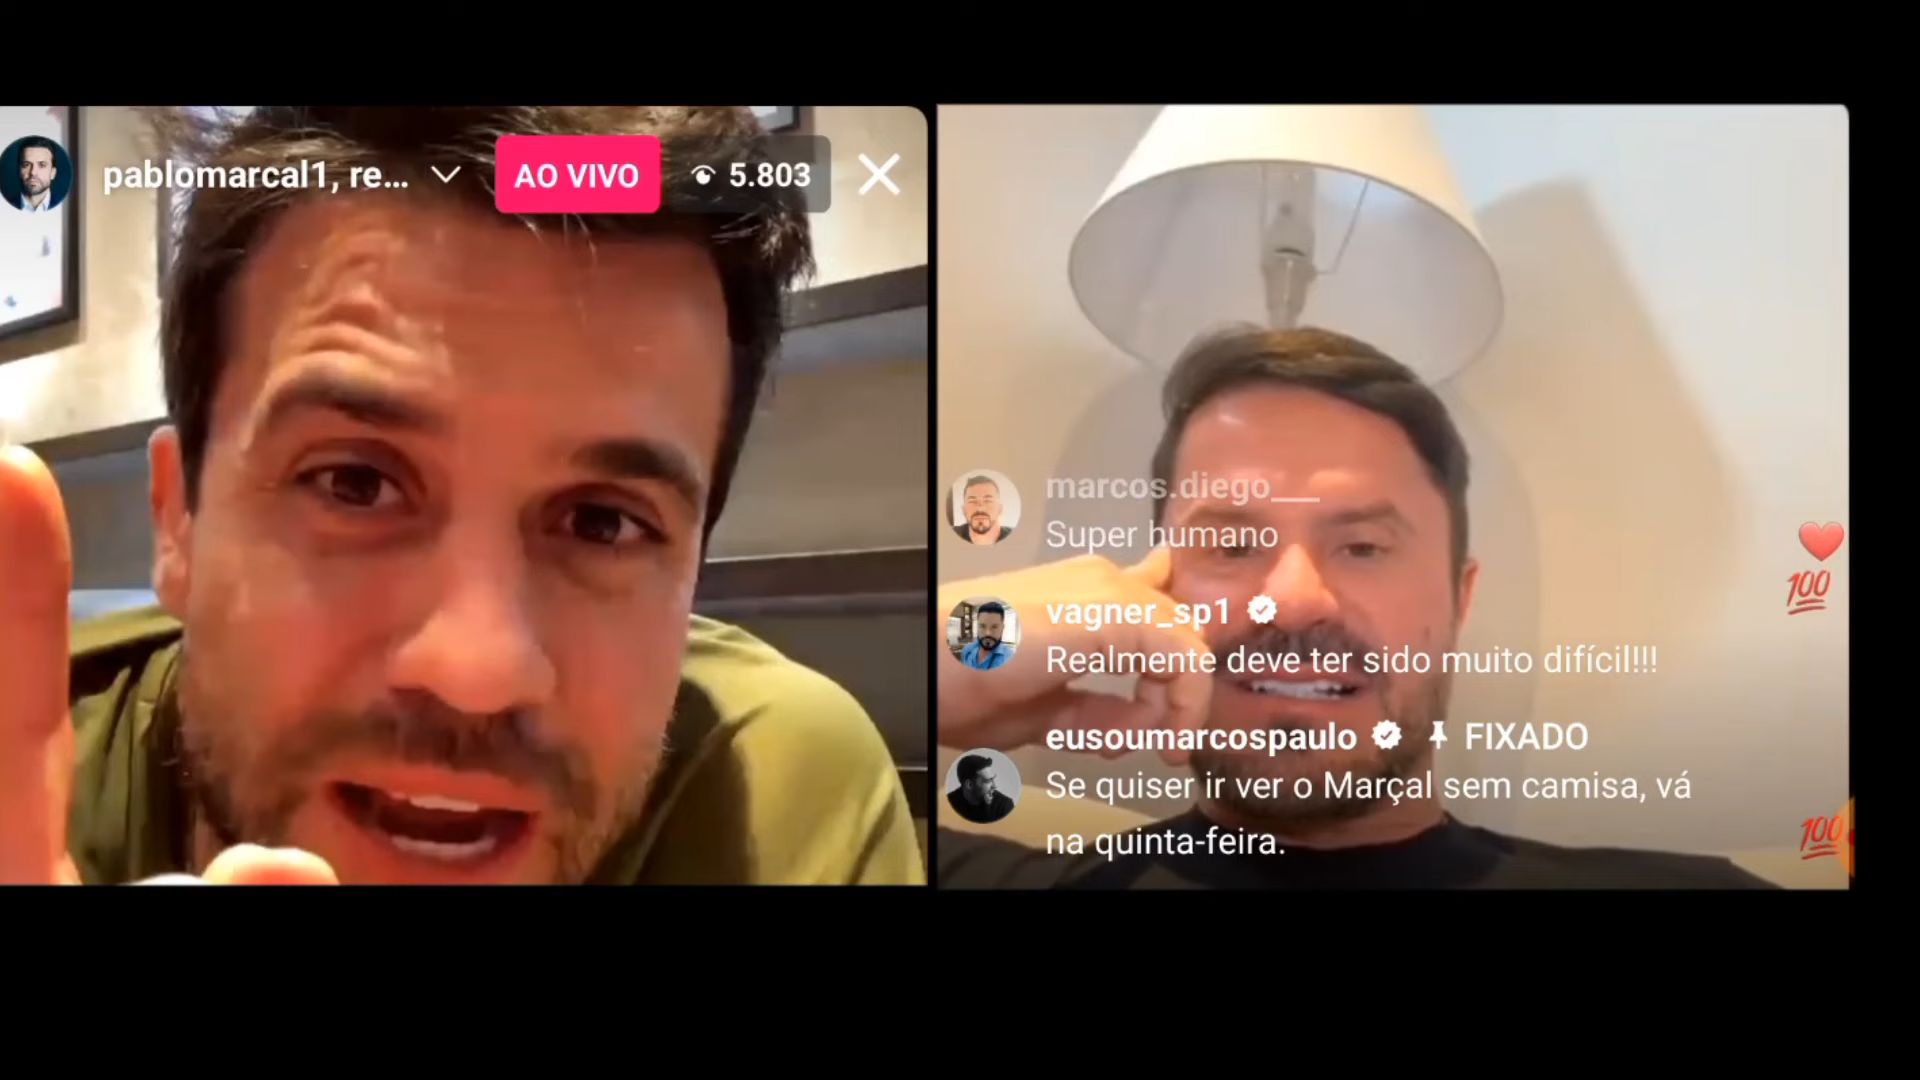 pablomarcal1, re...
AO VIVO
5.803
marcos.diego___
Super humano
vagner_sp1
Realmente deve ter sido muito difícil!!!
eusoumarcospaulo FIXADO
Se quiser ir ver o Marçal sem camisa, vá
na quinta-feira.
💯
💯